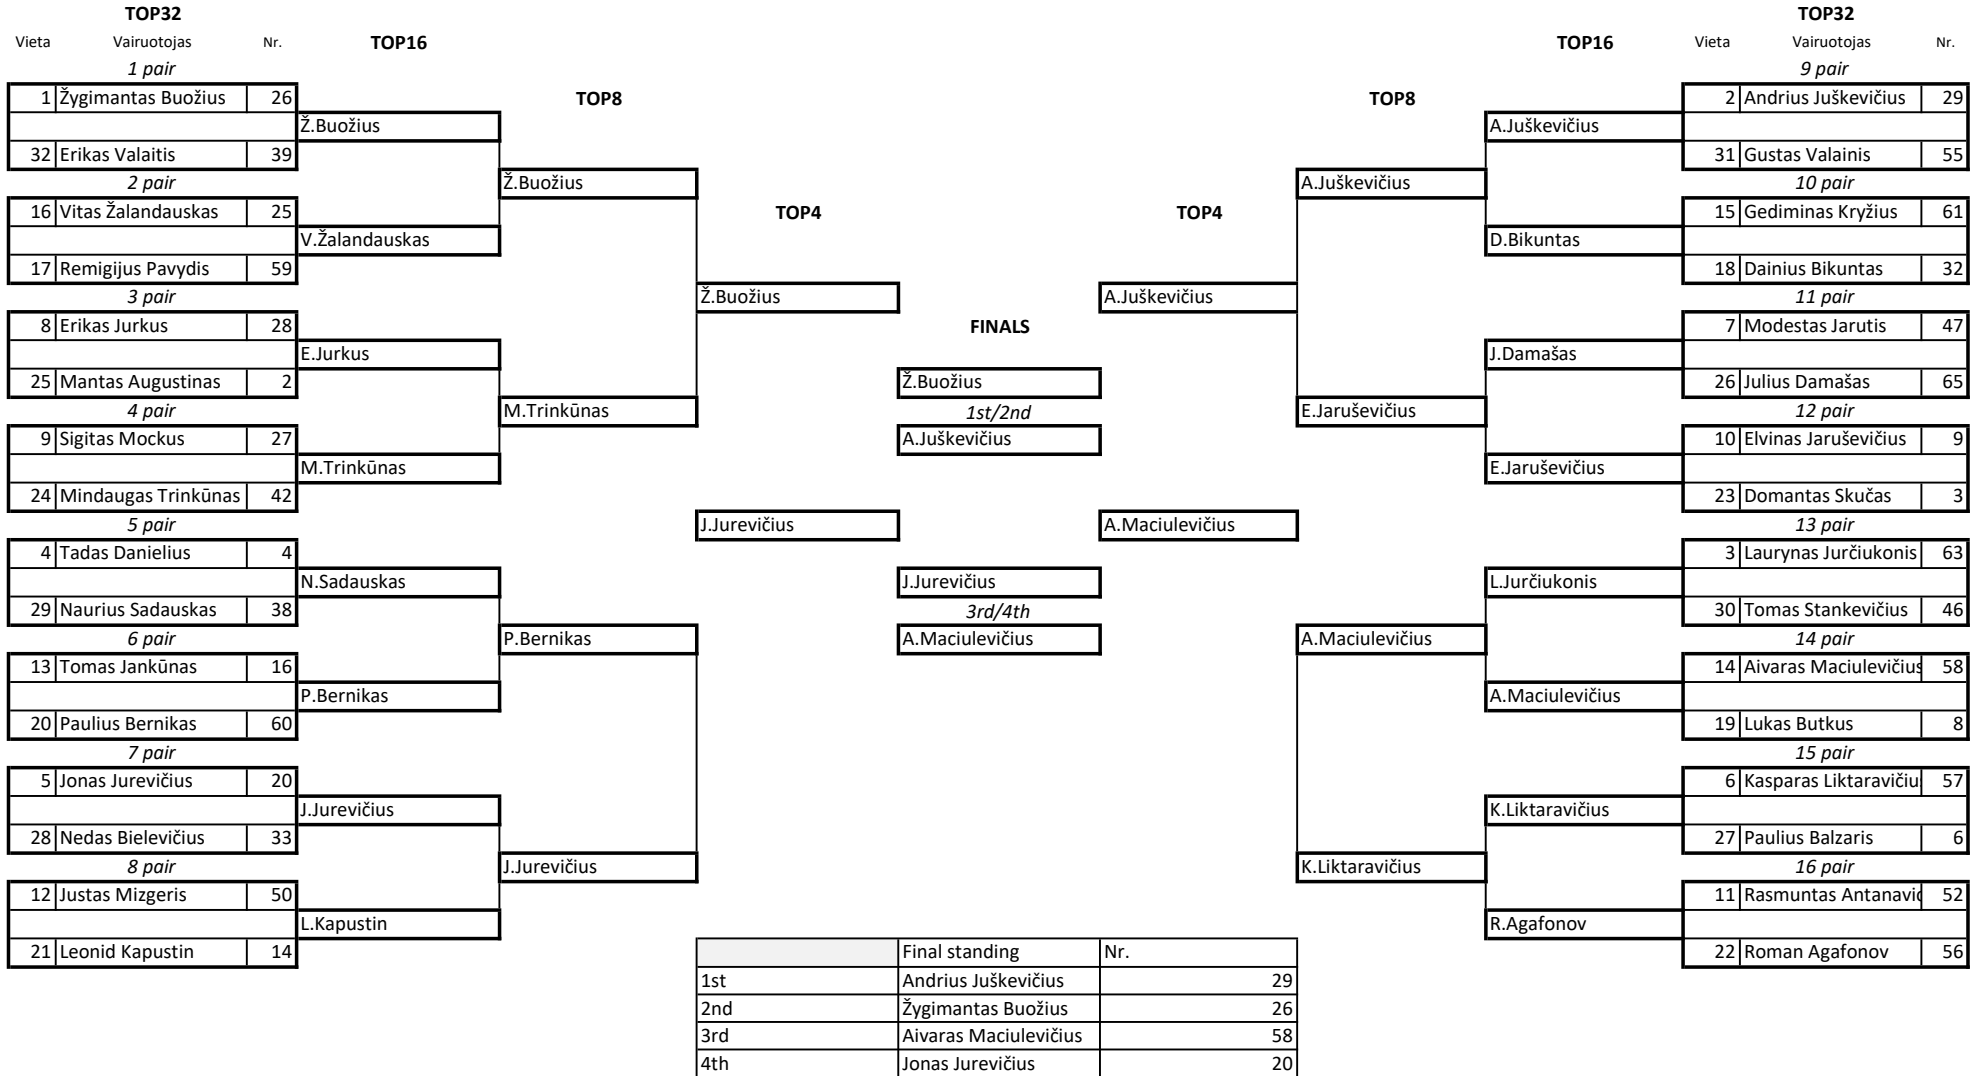 TOP32
TOP32
Vieta Vairuotojas Nr. TOP16
TOP16 Vieta Vairuotojas Nr.
1 pair
9 pair
1 Žygimantas Buožius 26
TOP8
TOP8
2 Andrius Juškevičius 29
Ž.Buožius
A.Juškevičius
32 Erikas Valaitis 39
31 Gustas Valainis 55
2 pair
Ž.Buožius
A.Juškevičius
10 pair
16 Vitas Žalandauskas 25
TOP4
TOP4
15 Gediminas Kryžius 61
V.Žalandauskas
D.Bikuntas
17 Remigijus Pavydis 59
18 Dainius Bikuntas 32
3 pair
Ž.Buožius
A.Juškevičius
11 pair
8 Erikas Jurkus 28
FINALS
7 Modestas Jarutis 47
E.Jurkus
J.Damašas
25 Mantas Augustinas 2
Ž.Buožius
26 Julius Damašas 65
4 pair
M.Trinkūnas
1st/2nd
E.Jaruševičius
12 pair
9 Sigitas Mockus 27
A.Juškevičius
10 Elvinas Jaruševičius 9
M.Trinkūnas
E.Jaruševičius
24 Mindaugas Trinkūnas 42
23 Domantas Skučas 3
5 pair
J.Jurevičius
A.Maciulevičius
13 pair
4 Tadas Danielius 4
3 Laurynas Jurčiukonis 63
N.Sadauskas
J.Jurevičius
L.Jurčiukonis
29 Naurius Sadauskas 38
3rd/4th
30 Tomas Stankevičius 46
6 pair
P.Bernikas
A.Maciulevičius
A.Maciulevičius
14 pair
13 Tomas Jankūnas 16
14 Aivaras Maciulevičius 58
P.Bernikas
A.Maciulevičius
20 Paulius Bernikas 60
19 Lukas Butkus 8
7 pair
15 pair
5 Jonas Jurevičius 20
6 Kasparas Liktaravičiu 57
J.Jurevičius
K.Liktaravičius
28 Nedas Bielevičius 33
27 Paulius Balzaris 6
8 pair
J.Jurevičius
K.Liktaravičius
16 pair
12 Justas Mizgeris 50
11 Rasmuntas Antanavi 52
L.Kapustin
R.Agafonov
21 Leonid Kapustin 14
22 Roman Agafonov 56
Final standing Nr.
1st Andrius Juškevičius 29
2nd Žygimantas Buožius 26
3rd Aivaras Maciulevičius 58
4th Jonas Jurevičius 20